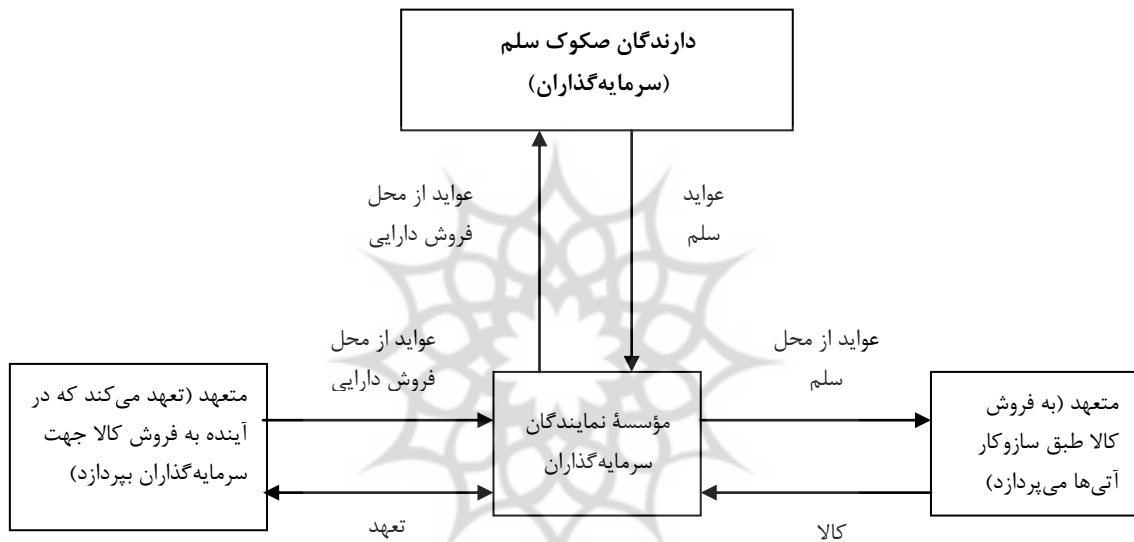 دارندگان صکوک سلم
(سرمایه‌گذاران)
عواید از محل
فروش دارایی
عواید
سلم
عواید از محل
فروش دارایی
عواید از محل
سلم
متعهد (به فروش
کالا طبق سازوکار
آتی‌ها می‌پردازد)
مؤسسۀ نمایندگان
سرمایه‌گذاران
متعهد (تعهد می‌کند که در
آینده به فروش کالا جهت
سرمایه‌گذاران بپردازد)
تعهد
کالا